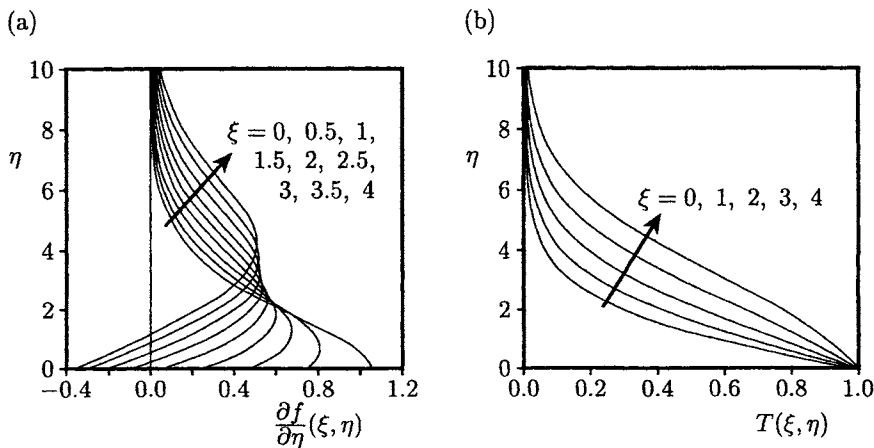 (a)
10
8
η
6
4
2
0
ξ = 0, 0.5, 1,
1.5, 2, 2.5,
3, 3.5, 4
−0.4 0.0 0.4 0.8 1.2
∂f/∂η (ξ, η)
(b)
10
8
η
6
4
2
0
ξ = 0, 1, 2, 3, 4
0.0 0.2 0.4 0.6 0.8 1.0
T(ξ, η)